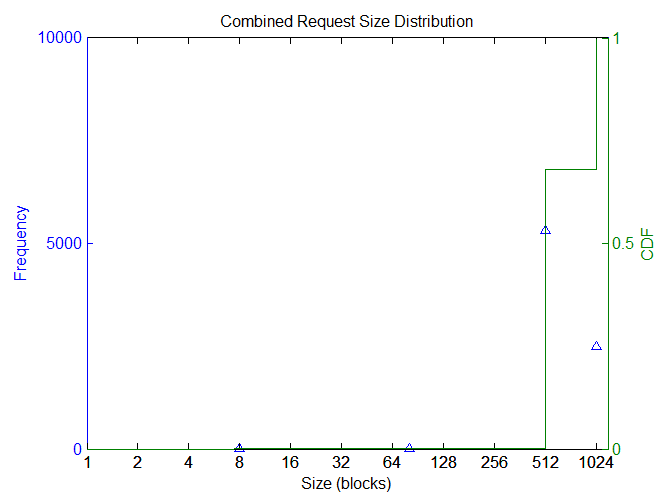 Combined Request Size Distribution
10000
5000
0
Frequency
1
0.5
0
CDF
1 2 4 8 16 32 64 128 256 512 1024
Size (blocks)